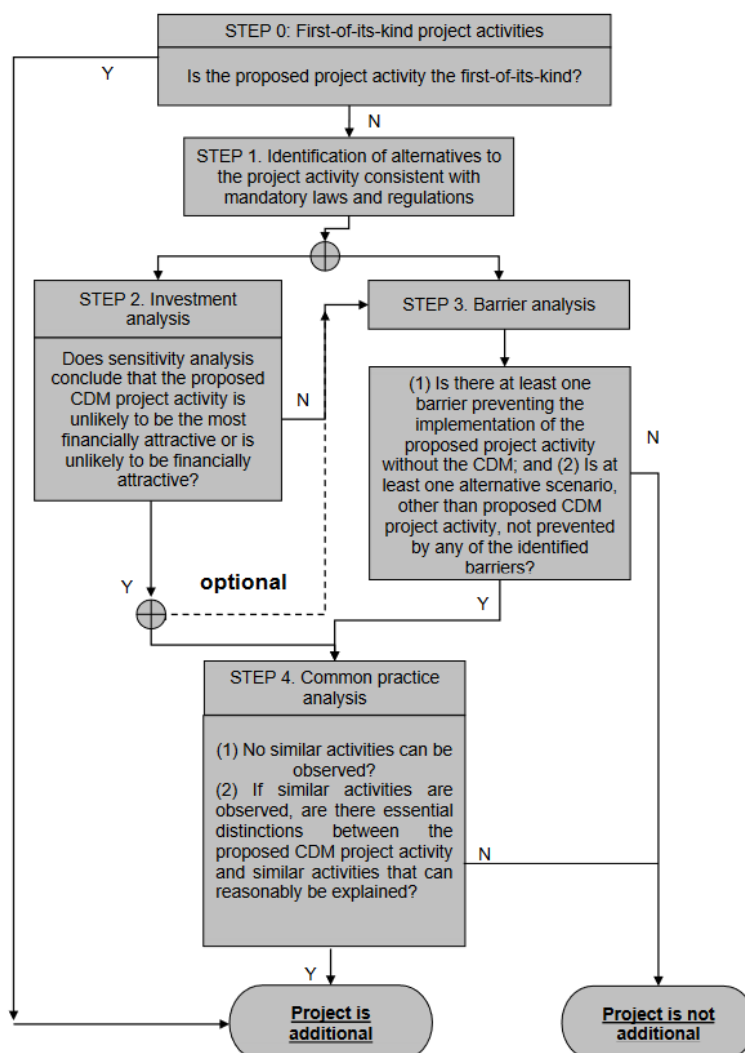 STEP 0: First-of-its-kind project activities
Y
Is the proposed project activity the first-of-its-kind?
N
STEP 1. Identification of alternatives to
the project activity consistent with
mandatory laws and regulations
STEP 2. Investment
analysis
Does sensitivity analysis
conclude that the proposed
CDM project activity is
unlikely to be the most
financially attractive or is
unlikely to be financially
attractive?
N
STEP 3. Barrier analysis
(1) Is there at least one
barrier preventing the
implementation of the
proposed project activity
without the CDM; and (2) Is at
least one alternative scenario,
other than proposed CDM
project activity, not prevented
by any of the identified
barriers?
N
Y
optional
Y
STEP 4. Common practice
analysis
(1) No similar activities can be
observed?
(2) If similar activities are
observed, are there essential
distinctions between the
proposed CDM project activity
and similar activities that can
reasonably be explained?
N
Y
Project is
additional
Project is not
additional